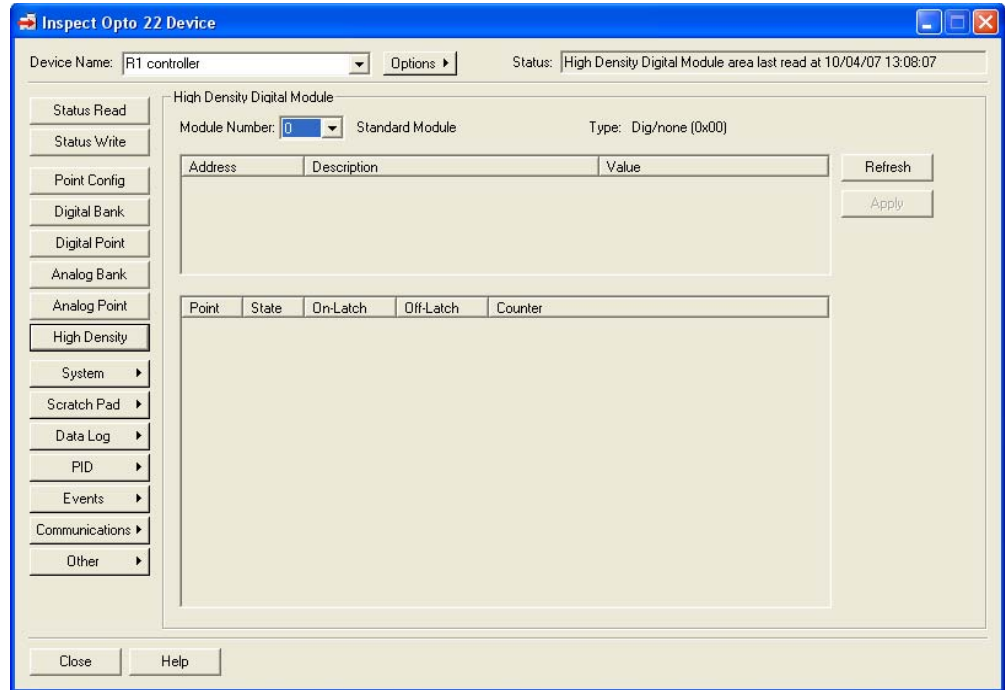 Inspect Opto 22 Device
Device Name: R1 controller Options Status: High Density Digital Module area last read at 10/04/07 13:08:07
Status Read
Status Write
Point Config
Digital Bank
Digital Point
Analog Bank
Analog Point
High Density
System
Scratch Pad
Data Log
PID
Events
Communications
Other
High Density Digital Module
Module Number: 0 Standard Module Type: Dig/none (0x00)
Address Description Value
Refresh
Apply
Point State On-Latch Off-Latch Counter
Close Help